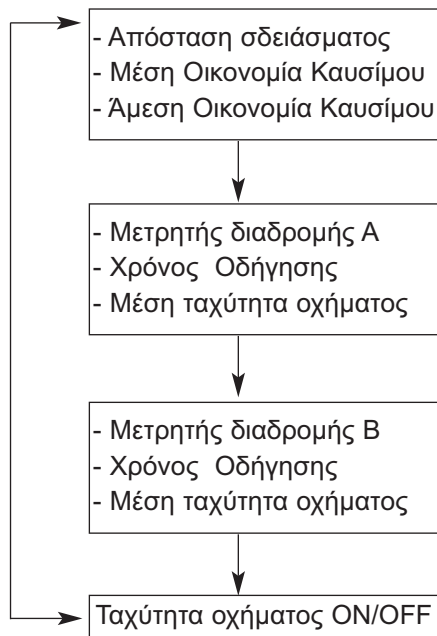 - Απόσταση σδειάσματος
- Μέση Οικονομία Καυσίμου
- Άμεση Οικονομία Καυσίμου
- Μετρητής διαδρομής A
- Χρόνος Οδήγησης
- Μέση ταχύτητα οχήματος
- Μετρητής διαδρομής B
- Χρόνος Οδήγησης
- Μέση ταχύτητα οχήματος
Ταχύτητα οχήματος ON/OFF